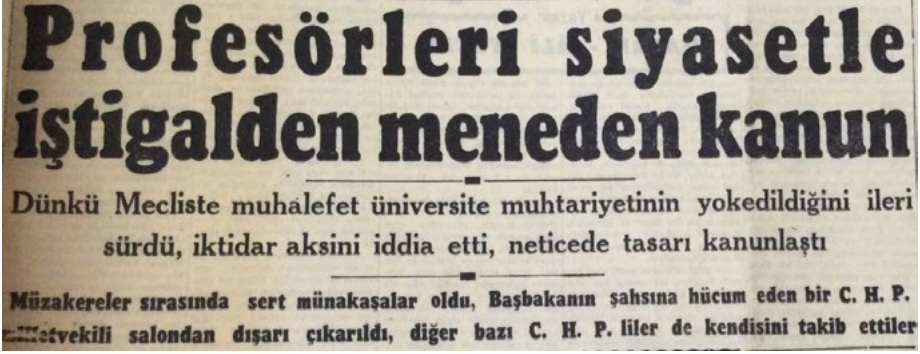 Profesörleri siyasetle
iştigalden meneden kanun
Dünkü Mecliste muhalefet üniversite muhtariyetinin yokedildiğini ileri
sürdü, iktidar aksini iddia etti, neticede tasarı kanunlaştı
Müzakereler sırasında sert münakaşalar oldu, Başbakanın şahsına hücum eden bir C. H. P.
milletvekili salondan dışarı çıkarıldı, diğer bazı C. H. P. liler de kendisini takib ettiler